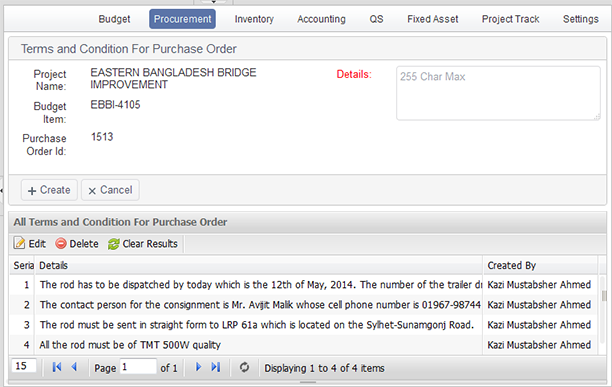 Budget Procurement Inventory Accounting QS Fixed Asset Project Track Settings
Terms and Condition For Purchase Order
Project Name: EASTERN BANGLADESH BRIDGE IMPROVEMENT Details: 255 Char Max
Budget Item: EBBI-4105
Purchase Order Id: 1513
+ Create × Cancel
All Terms and Condition For Purchase Order
Edit Delete Clear Results
Seria Details Created By
1 The rod has to be dispatched by today which is the 12th of May, 2014. The number of the trailer Kazi Mustabsher Ahmed
2 The contact person for the consignment is Mr. Avijit Malik whose cell phone number is 01967-98744 Kazi Mustabsher Ahmed
3 The rod must be sent in straight form to LRP 61a which is located on the Sylhet-Sunamgonj Road. Kazi Mustabsher Ahmed
4 All the rod must be of TMT 500W quality Kazi Mustabsher Ahmed
15 Page 1 of 1 Displaying 1 to 4 of 4 items